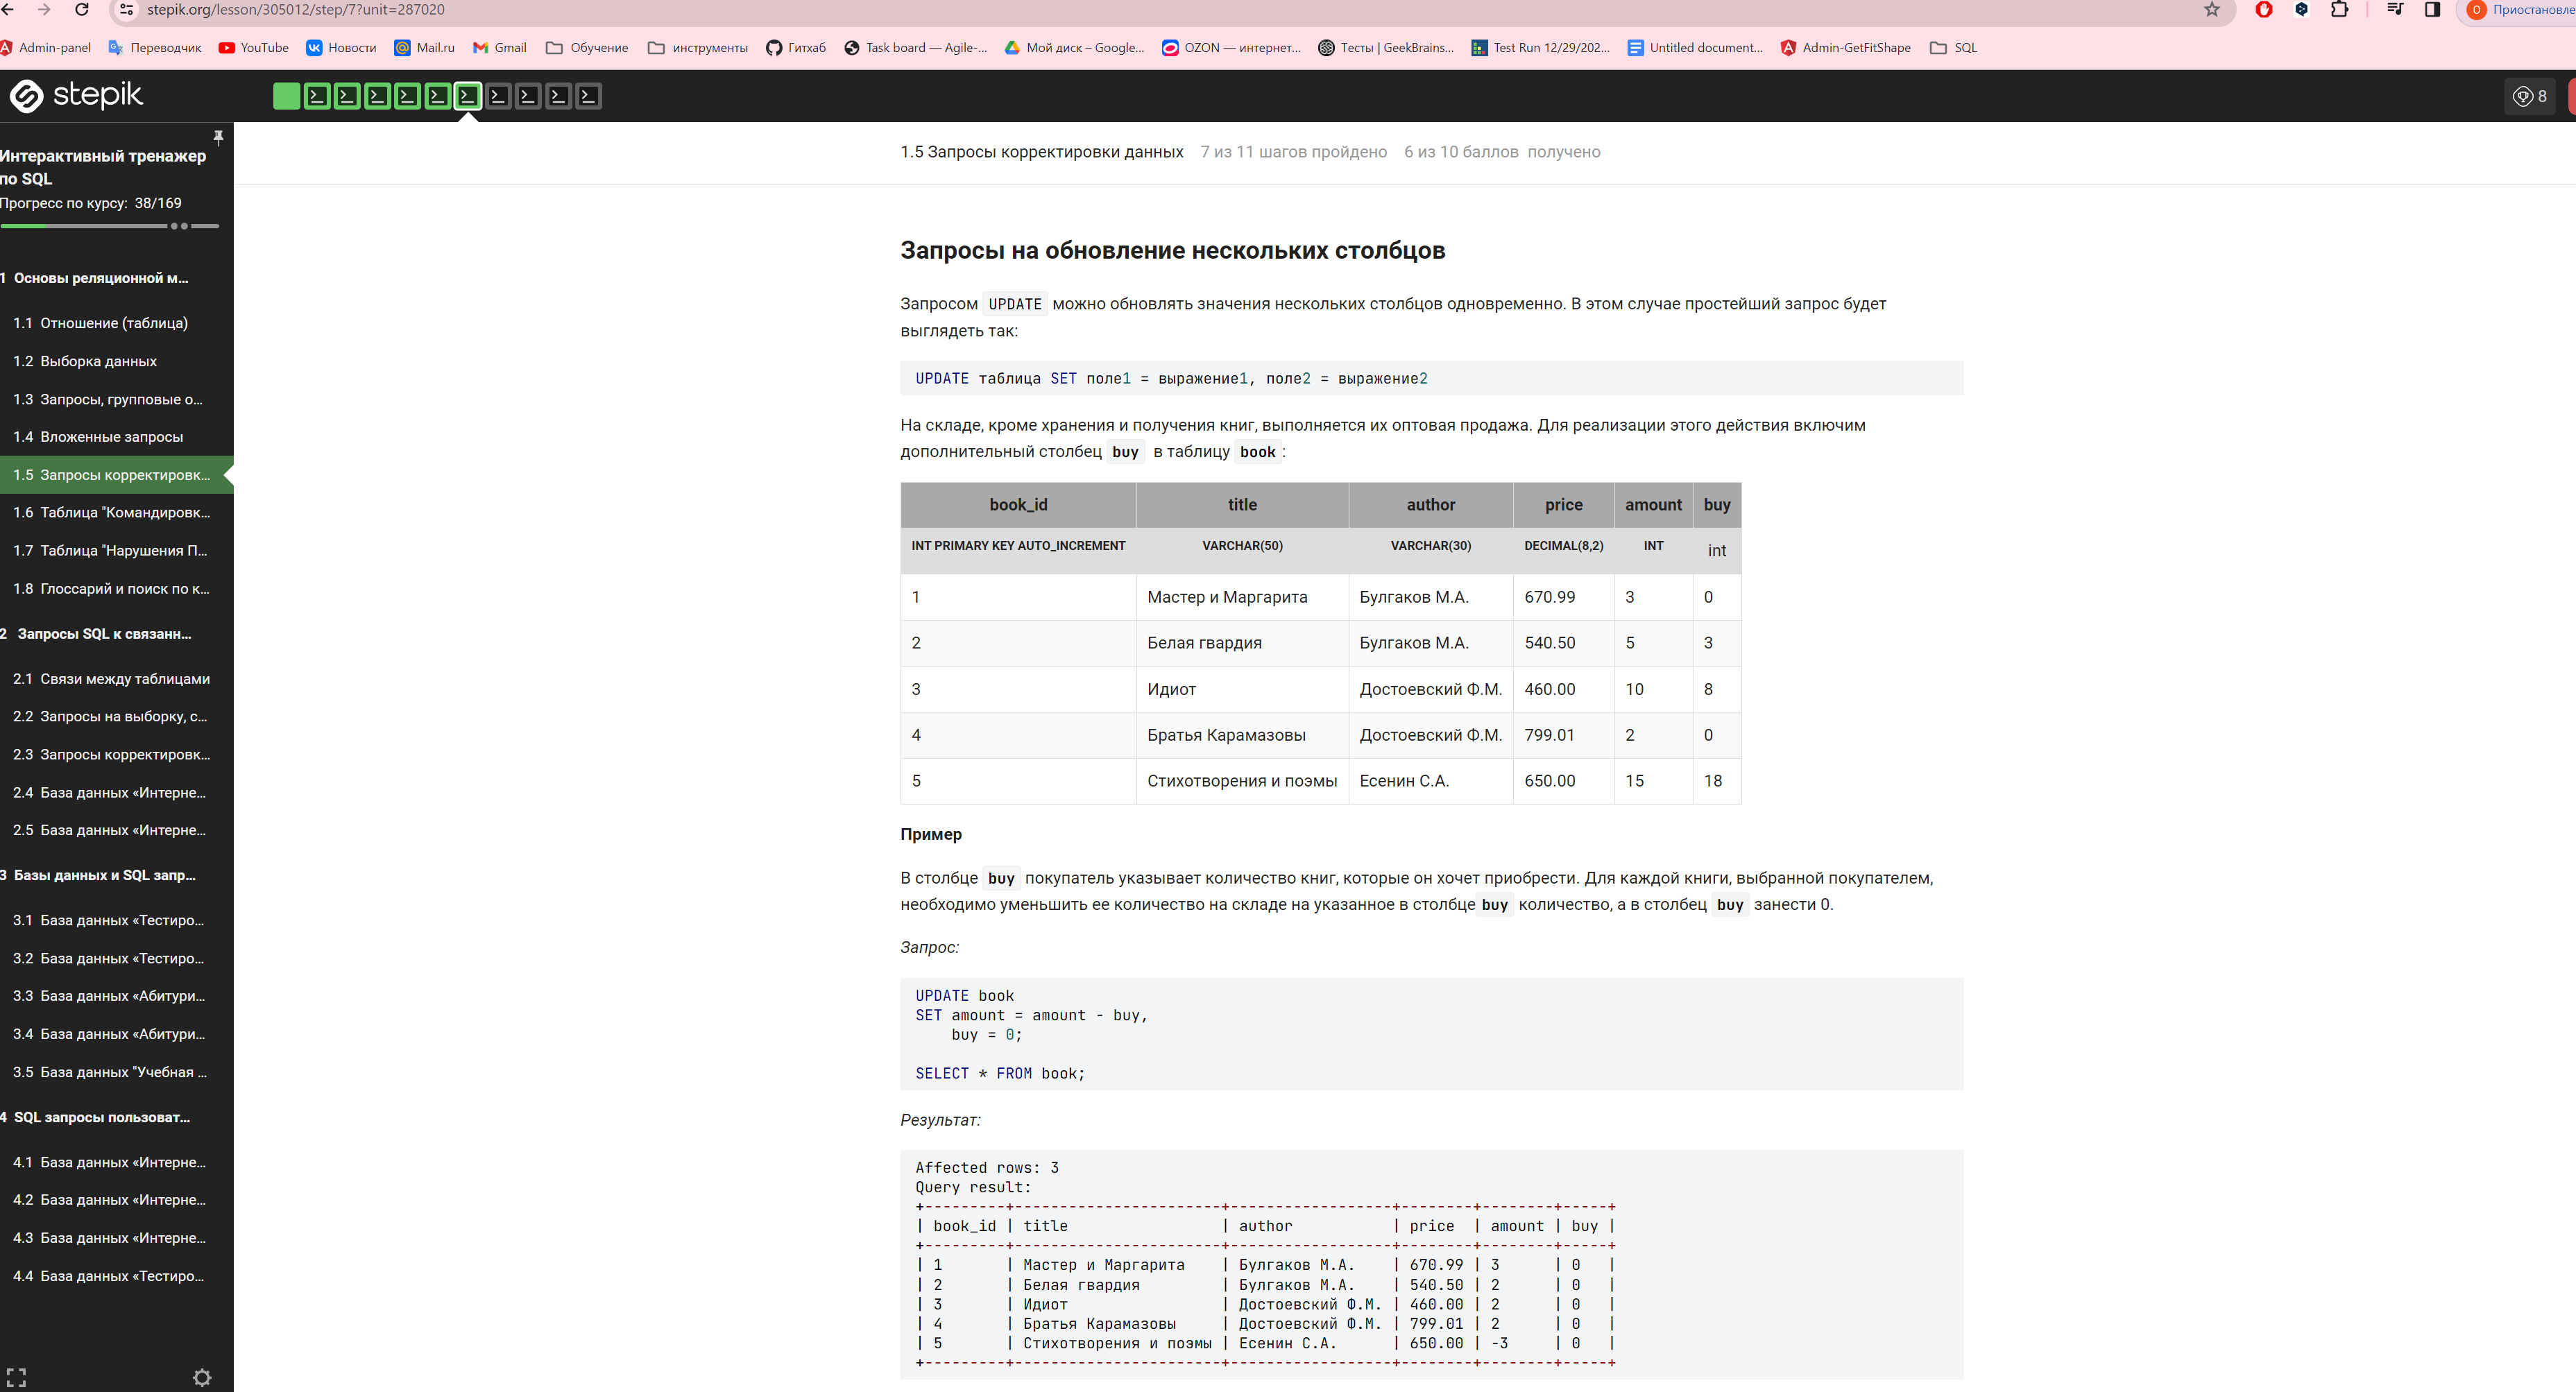 stepik.org/lesson/305012/step/7?unit=287020
О Приостановле
Admin-panel Переводчик YouTube Новости Mail.ru Gmail Обучение инструменты Гитхаб Task board — Agile-... Мой диск – Google... OZON — интернет... Тесты | GeekBrains... Test Run 12/29/202... Untitled document... Admin-GetFitShape SQL
stepik
8
Интерактивный тренажер
по SQL
Прогресс по курсу: 38/169
1 Основы реляционной м...
1.1 Отношение (таблица)
1.2 Выборка данных
1.3 Запросы, групповые о...
1.4 Вложенные запросы
1.5 Запросы корректировк...
1.6 Таблица "Командировк...
1.7 Таблица "Нарушения П...
1.8 Глоссарий и поиск по к...
2 Запросы SQL к связанн...
2.1 Связи между таблицами
2.2 Запросы на выборку, с...
2.3 Запросы корректировк...
2.4 База данных «Интерне...
2.5 База данных «Интерне...
3 Базы данных и SQL запр...
3.1 База данных «Тестиро...
3.2 База данных «Тестиро...
3.3 База данных «Абитури...
3.4 База данных «Абитури...
3.5 База данных "Учебная ...
4 SQL запросы пользоват...
4.1 База данных «Интерне...
4.2 База данных «Интерне...
4.3 База данных «Интерне...
4.4 База данных «Тестиро...
1.5 Запросы корректировки данных 7 из 11 шагов пройдено 6 из 10 баллов получено
Запросы на обновление нескольких столбцов
Запросом UPDATE можно обновлять значения нескольких столбцов одновременно. В этом случае простейший запрос будет
выглядеть так:
UPDATE таблица SET поле1 = выражение1, поле2 = выражение2
На складе, кроме хранения и получения книг, выполняется их оптовая продажа. Для реализации этого действия включим
дополнительный столбец buy в таблицу book :
book_id title author price amount buy
INT PRIMARY KEY AUTO_INCREMENT VARCHAR(50) VARCHAR(30) DECIMAL(8,2) INT int
1 Мастер и Маргарита Булгаков М.А. 670.99 3 0
2 Белая гвардия Булгаков М.А. 540.50 5 3
3 Идиот Достоевский Ф.М. 460.00 10 8
4 Братья Карамазовы Достоевский Ф.М. 799.01 2 0
5 Стихотворения и поэмы Есенин С.А. 650.00 15 18
Пример
В столбце buy покупатель указывает количество книг, которые он хочет приобрести. Для каждой книги, выбранной покупателем,
необходимо уменьшить ее количество на складе на указанное в столбце buy количество, а в столбец buy занести 0.
Запрос:
UPDATE book
SET amount = amount - buy,
    buy = 0;
SELECT * FROM book;
Результат:
Affected rows: 3
Query result:
+---------+-----------------------+------------------+--------+--------+-----+
| book_id | title                 | author           | price  | amount | buy |
+---------+-----------------------+------------------+--------+--------+-----+
| 1       | Мастер и Маргарита    | Булгаков М.А.    | 670.99 | 3      | 0   |
| 2       | Белая гвардия         | Булгаков М.А.    | 540.50 | 2      | 0   |
| 3       | Идиот                 | Достоевский Ф.М. | 460.00 | 2      | 0   |
| 4       | Братья Карамазовы     | Достоевский Ф.М. | 799.01 | 2      | 0   |
| 5       | Стихотворения и поэмы | Есенин С.А.      | 650.00 | -3     | 0   |
+---------+-----------------------+------------------+--------+--------+-----+